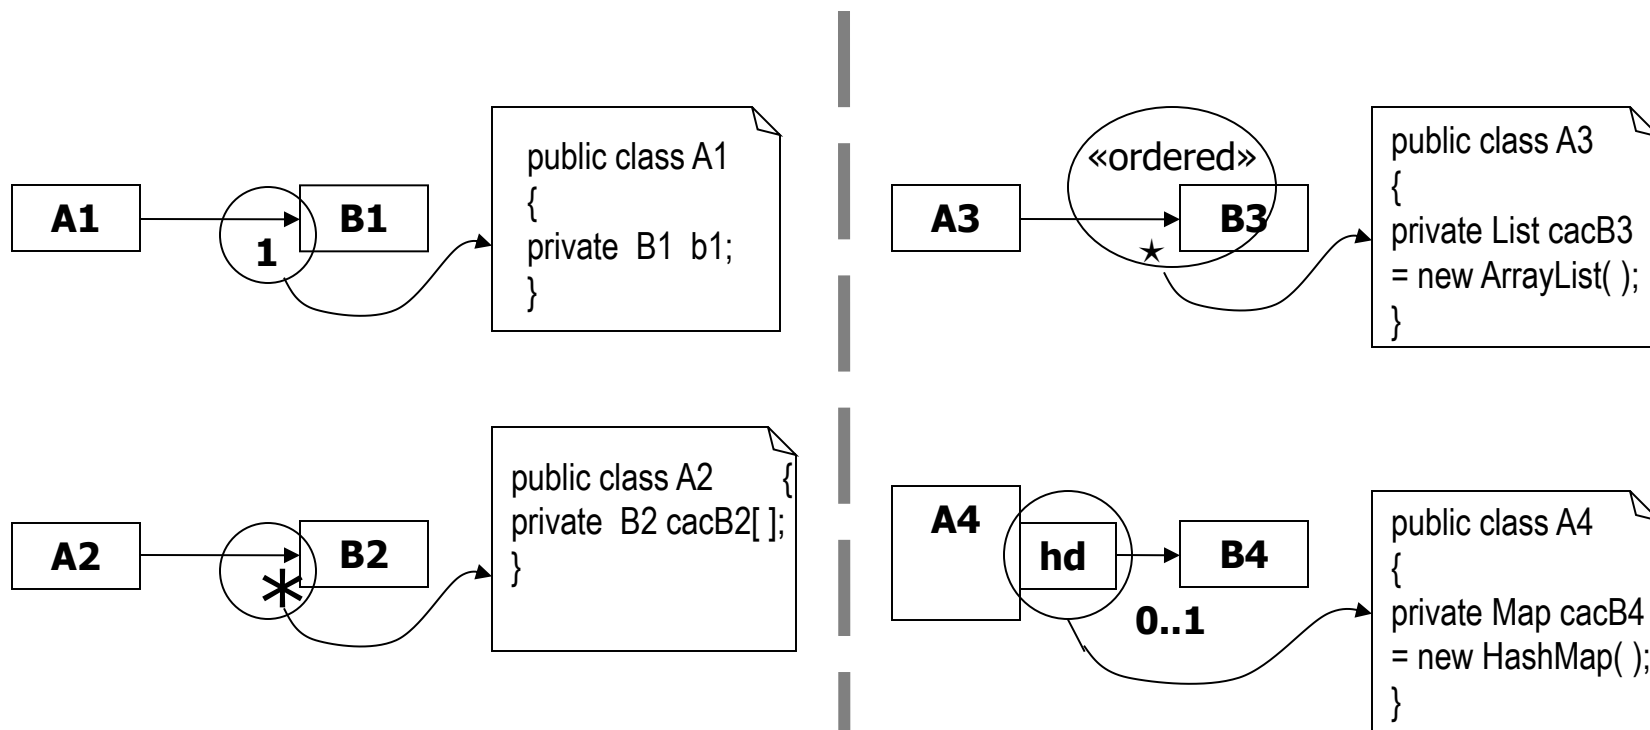 A1
1
B1
public class A1
{
private B1 b1;
}
A2
*
B2
public class A2 {
private B2 cacB2[ ];
}
«ordered»
A3
★
B3
public class A3
{
private List cacB3
= new ArrayList( );
}
A4
hd
B4
0..1
public class A4
{
private Map cacB4
= new HashMap( );
}